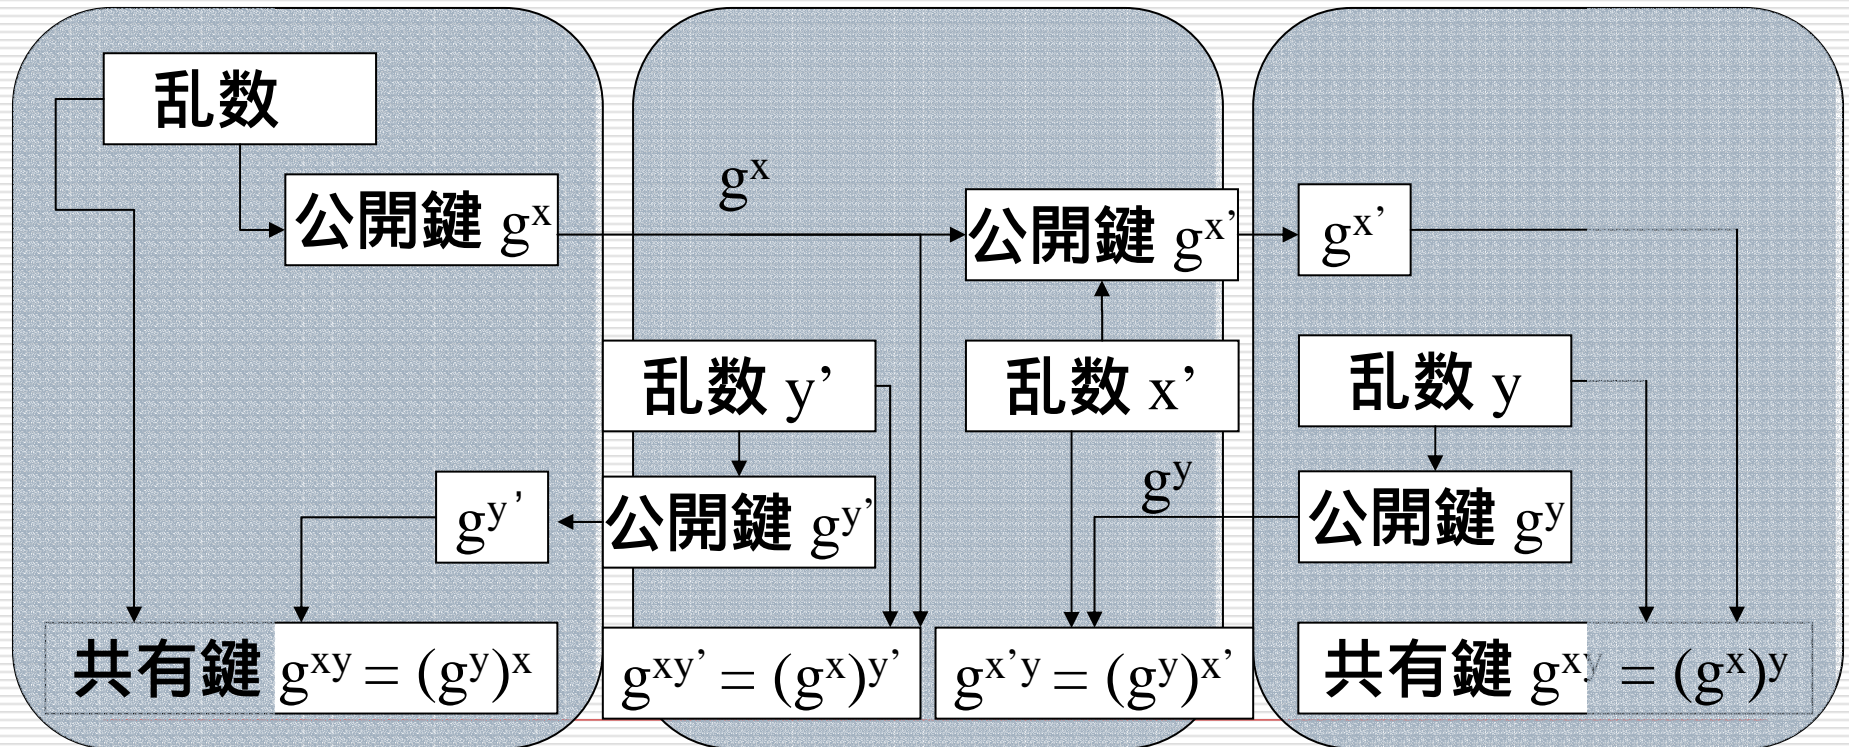 乱数
公開鍵 gˣ
gˣ
公開鍵 gˣ’
gˣ’
乱数 y’
乱数 x’
乱数 y
gʸ’
公開鍵 gʸ’
gʸ
公開鍵 gʸ
共有鍵 gˣʸ = (gʸ)ˣ
gˣʸ’ = (gˣ)ʸ’
gˣ’ʸ = (gʸ)ˣ’
共有鍵 gˣʸ = (gˣ)ʸ